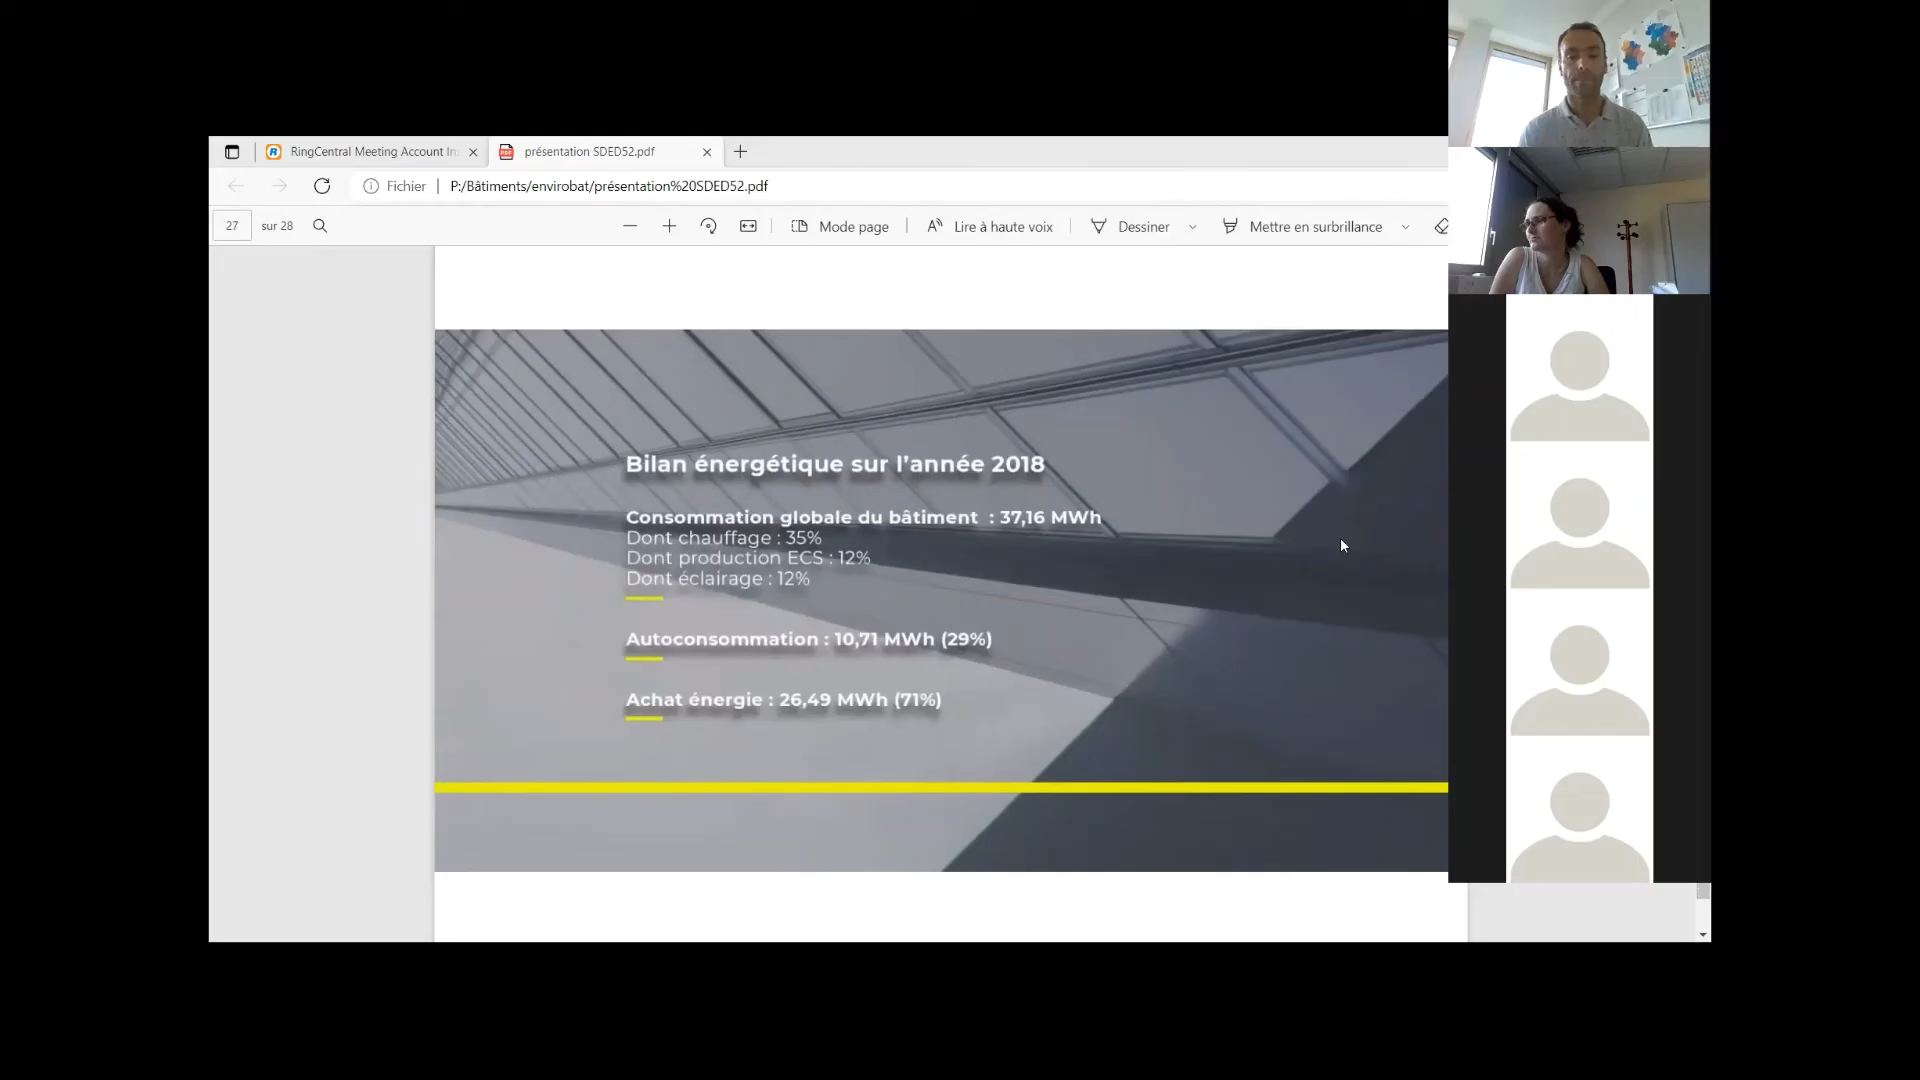 RingCentral Meeting Account In
présentation SDED52.pdf
Fichier
P:/Bâtiments/envirobat/présentation%20SDED52.pdf
27 sur 28
Mode page
Lire à haute voix
Dessiner
Mettre en surbrillance
Bilan énergétique sur l'année 2018
Consommation globale du bâtiment : 37,16 MWh
Dont chauffage : 35%
Dont production ECS : 12%
Dont éclairage : 12%
Autoconsommation : 10,71 MWh (29%)
Achat énergie : 26,49 MWh (71%)